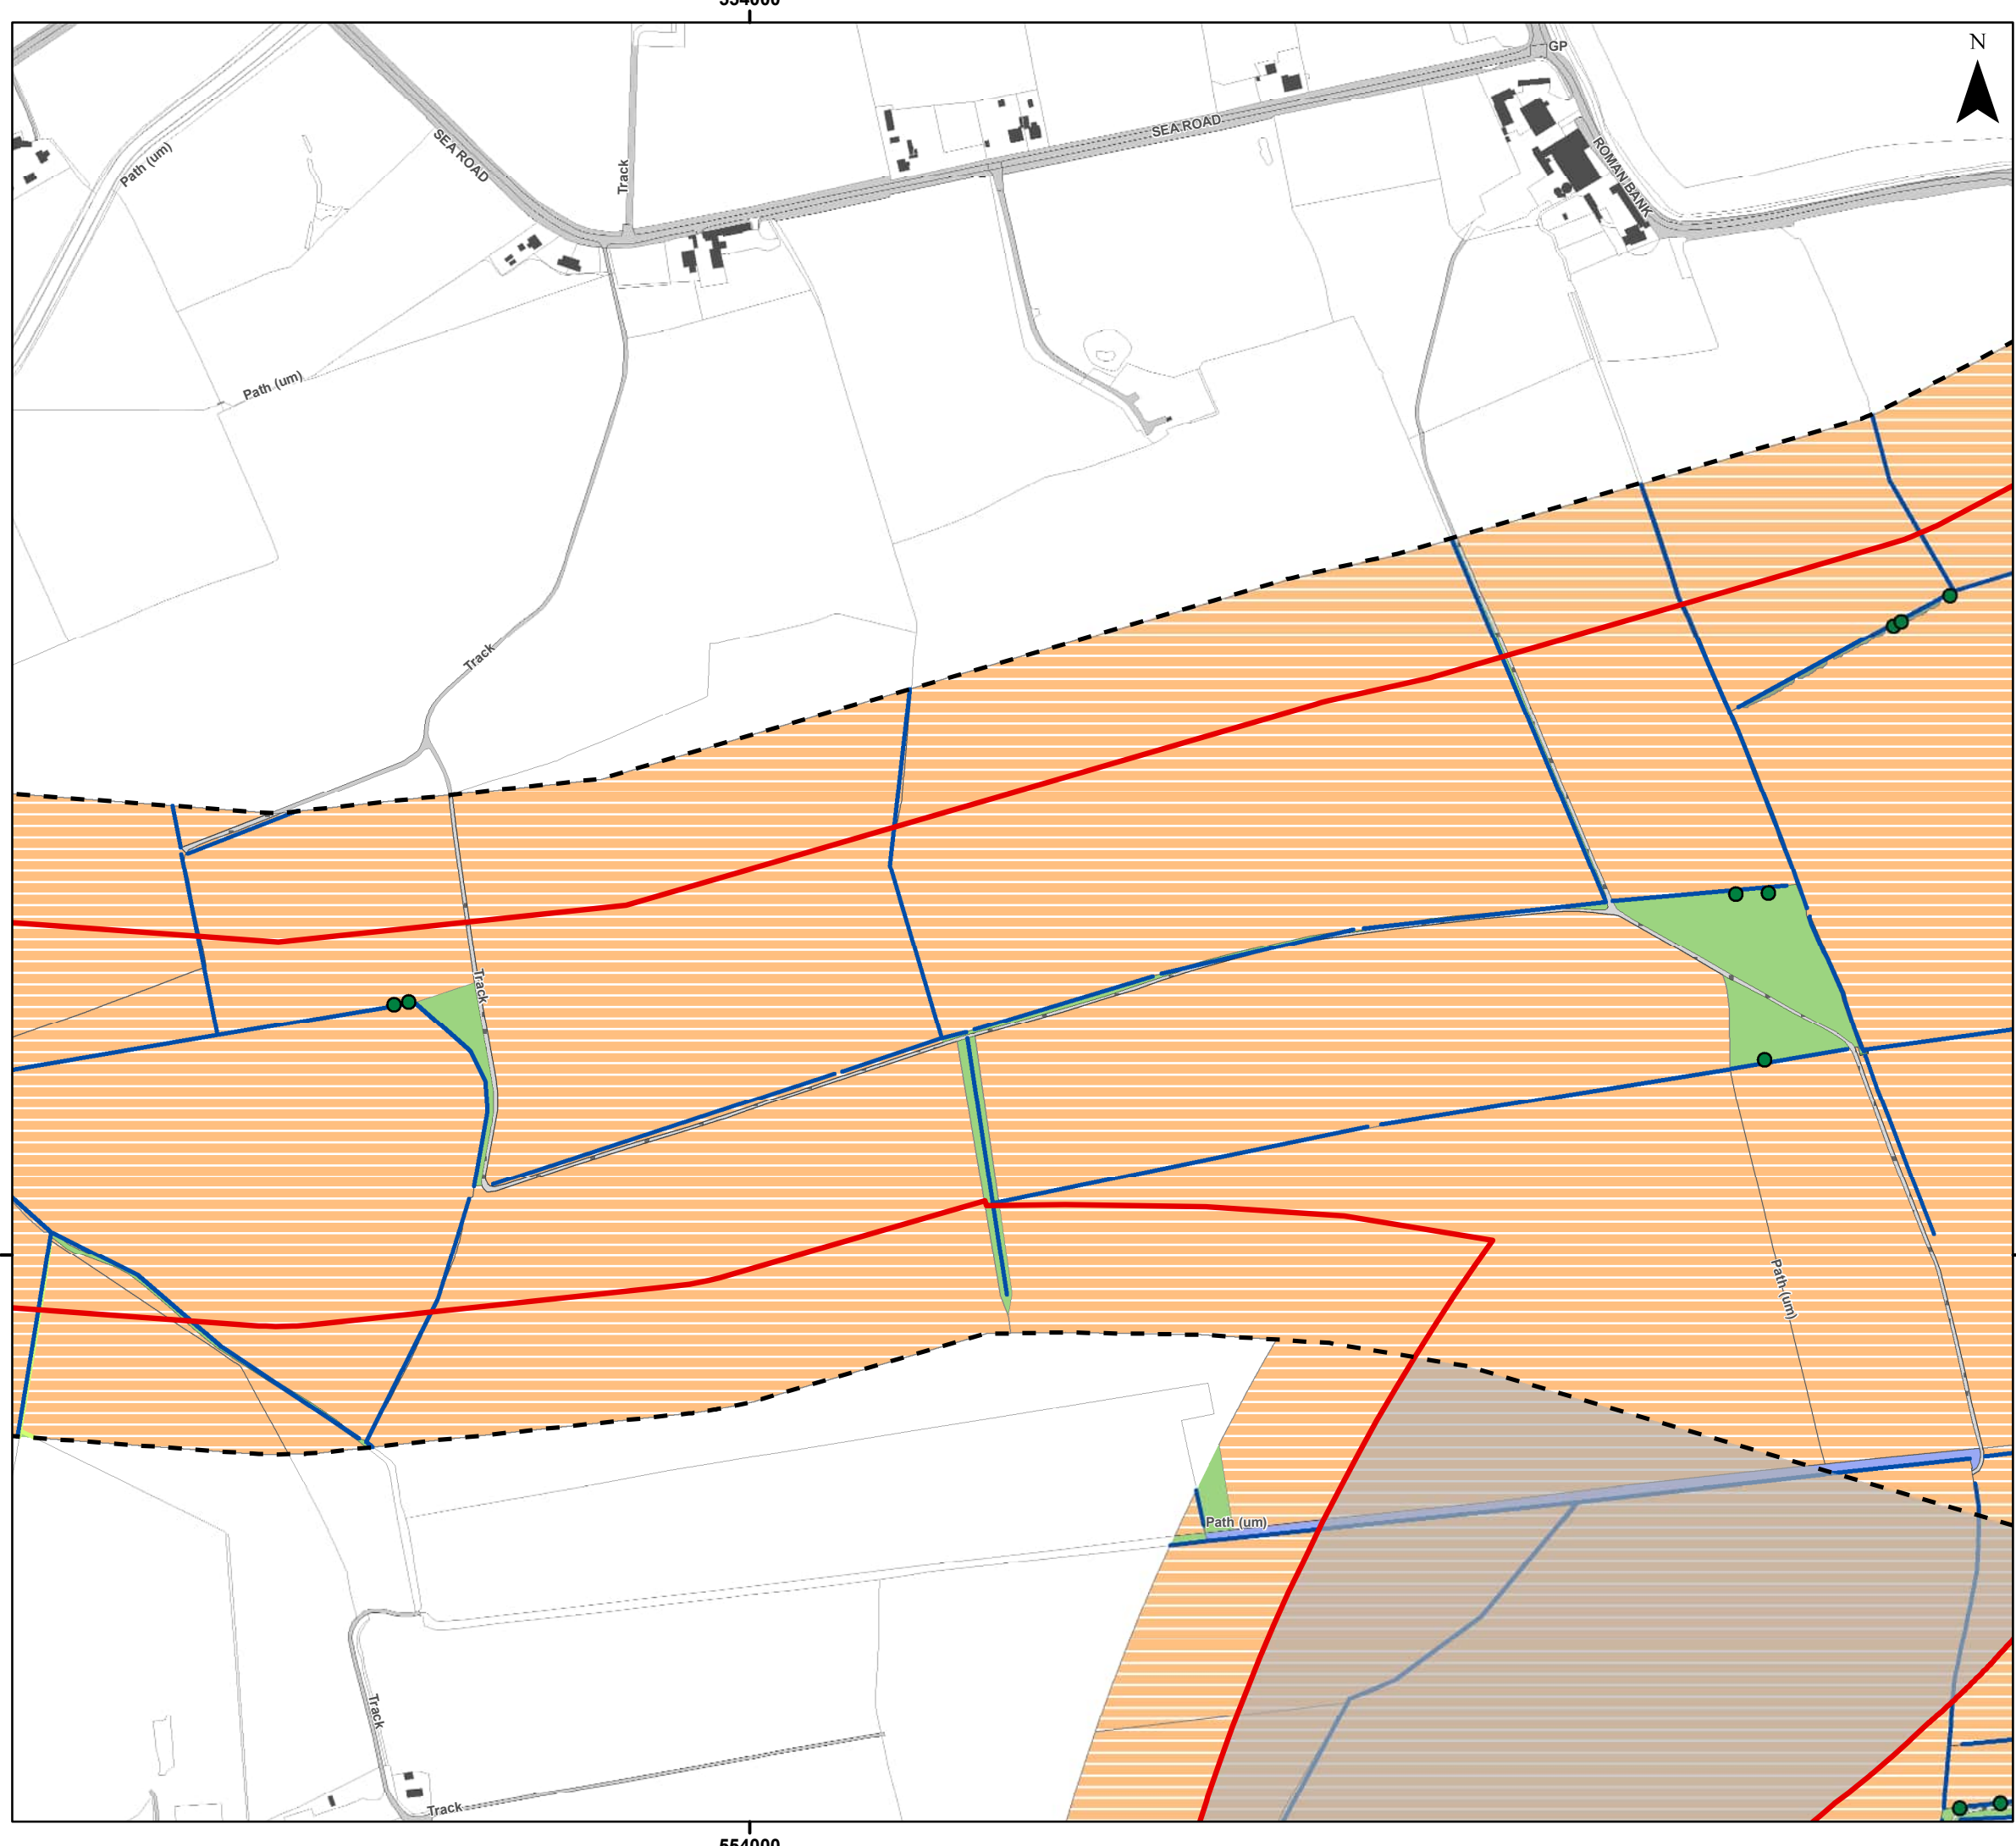 554000
N
GP
SEA ROAD
SEA ROAD
ROMAN BANK
Path (um)
Track
Path (um)
Track
Track
Path (um)
Path (um)
Track
Track
554000